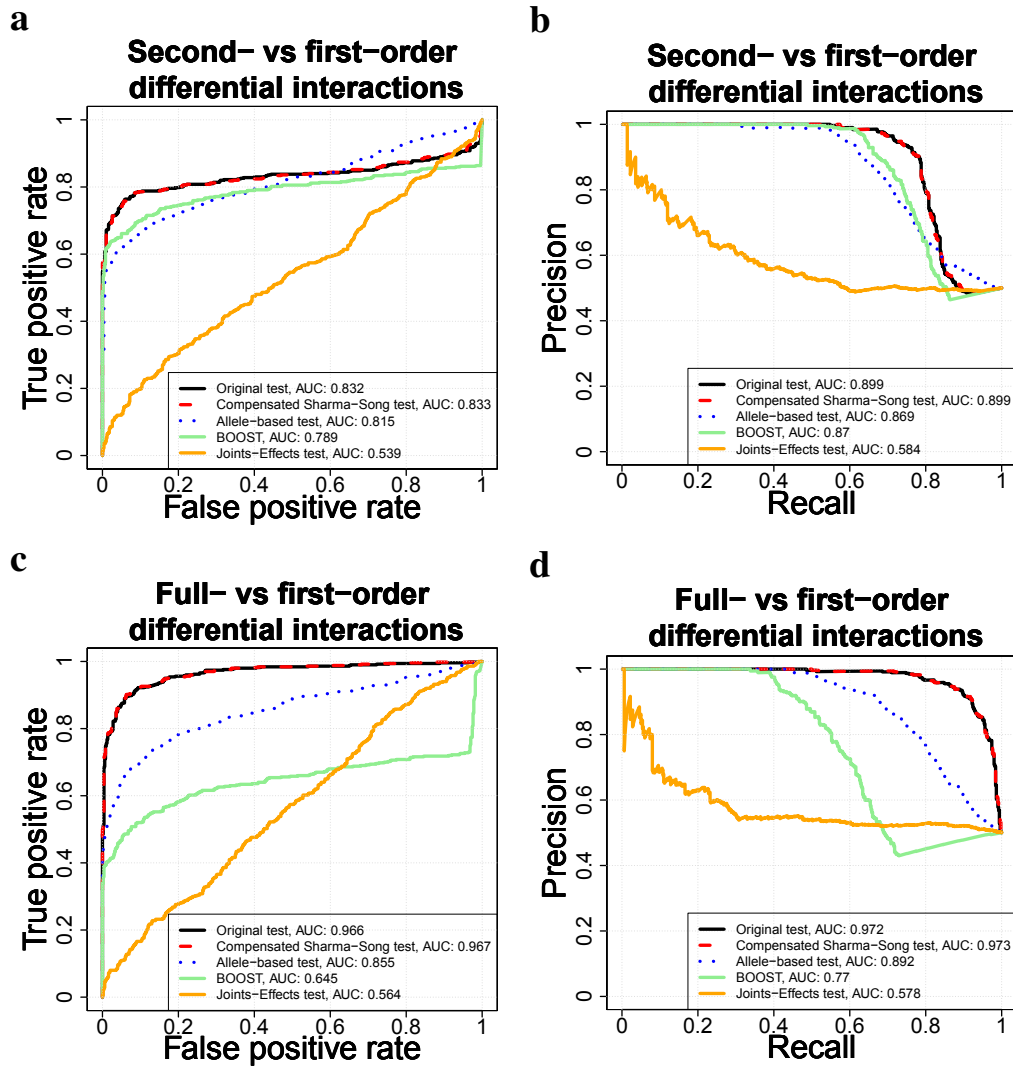 a
Second− vs first−order
differential interactions
True positive rate
1
0.8
0.6
0.4
0.2
0
Original test, AUC: 0.832
Compensated Sharma−Song test, AUC: 0.833
Allele−based test, AUC: 0.815
BOOST, AUC: 0.789
Joints−Effects test, AUC: 0.539
0 0.2 0.4 0.6 0.8 1
False positive rate
b
Second− vs first−order
differential interactions
Precision
1
0.8
0.6
0.4
0.2
0
Original test, AUC: 0.899
Compensated Sharma−Song test, AUC: 0.899
Allele−based test, AUC: 0.869
BOOST, AUC: 0.87
Joints−Effects test, AUC: 0.584
0 0.2 0.4 0.6 0.8 1
Recall
c
Full− vs first−order
differential interactions
True positive rate
1
0.8
0.6
0.4
0.2
0
Original test, AUC: 0.966
Compensated Sharma−Song test, AUC: 0.967
Allele−based test, AUC: 0.855
BOOST, AUC: 0.645
Joints−Effects test, AUC: 0.564
0 0.2 0.4 0.6 0.8 1
False positive rate
d
Full− vs first−order
differential interactions
Precision
1
0.8
0.6
0.4
0.2
0
Original test, AUC: 0.972
Compensated Sharma−Song test, AUC: 0.973
Allele−based test, AUC: 0.892
BOOST, AUC: 0.77
Joints−Effects test, AUC: 0.578
0 0.2 0.4 0.6 0.8 1
Recall